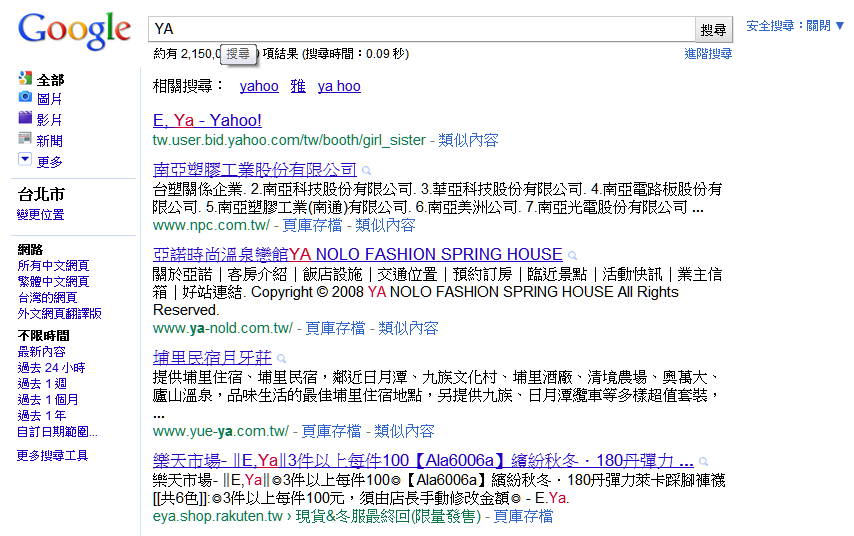 Google
YA
搜尋
安全搜尋：關閉 ▼
約有 2,150,0
搜尋
項結果 (搜尋時間：0.09 秒)
進階搜尋
全部
圖片
影片
新聞
更多
台北市
變更位置
網路
所有中文網頁
繁體中文網頁
台灣的網頁
外文網頁翻譯版
不限時間
最新內容
過去 24 小時
過去 1 週
過去 1 個月
過去 1 年
自訂日期範圍...
更多搜尋工具
相關搜尋： yahoo 雅 ya hoo
E, Ya - Yahoo!
tw.user.bid.yahoo.com/tw/booth/girl_sister - 類似內容
南亞塑膠工業股份有限公司
台塑關係企業. 2.南亞科技股份有限公司. 3.華亞科技股份有限公司. 4.南亞電路板股份有
限公司. 5.南亞塑膠工業(南通)有限公司. 6.南亞美洲公司. 7.南亞光電股份有限公司 ...
www.npc.com.tw/ - 頁庫存檔 - 類似內容
亞諾時尚溫泉戀館YA NOLO FASHION SPRING HOUSE
關於亞諾｜客房介紹｜飯店設施｜交通位置｜預約訂房｜臨近景點｜活動快訊｜業主信
箱｜好站連結. Copyright © 2008 YA NOLO FASHION SPRING HOUSE All Rights
Reserved.
www.ya-nold.com.tw/ - 頁庫存檔 - 類似內容
埔里民宿月牙莊
提供埔里住宿、埔里民宿，鄰近日月潭、九族文化村、埔里酒廠、清境農場、奧萬大、
廬山溫泉，品味生活的最佳埔里住宿地點，另提供九族、日月潭纜車等多樣超值套裝，
...
www.yue-ya.com.tw/ - 頁庫存檔 - 類似內容
樂天市場- ∥E,Ya∥3件以上每件100【Ala6006a】繽紛秋冬．180丹彈力 ...
樂天市場- ∥E,Ya∥◎3件以上每件100◎【Ala6006a】繽紛秋冬．180丹彈力萊卡踩腳褲襪
[[共6色]]:◎3件以上每件100元，須由店長手動修改金額◎ - E.Ya.
eya.shop.rakuten.tw › 現貨&冬服最終回(限量發售) - 頁庫存檔